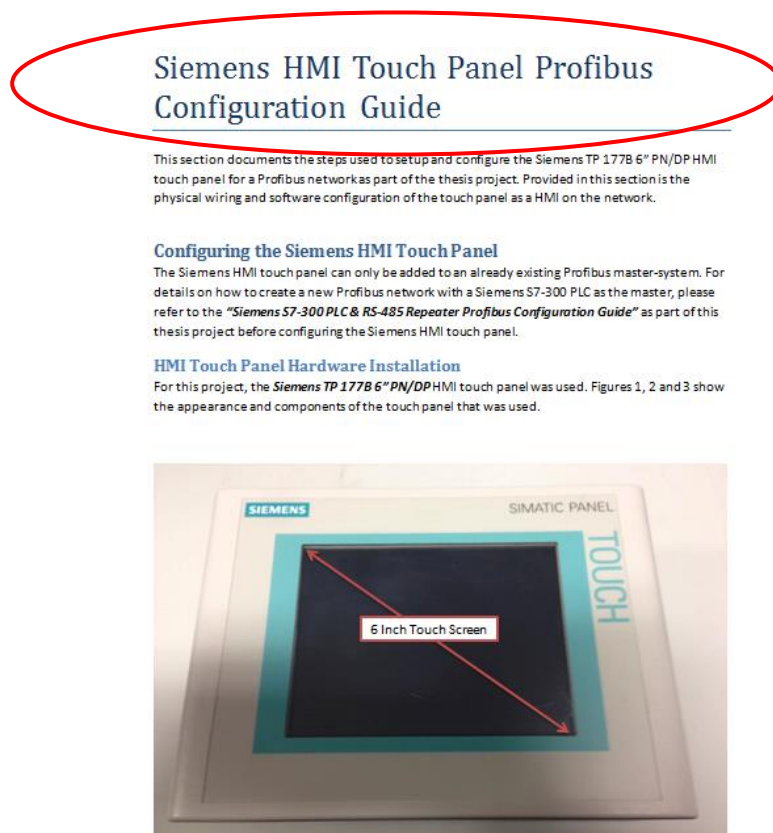 Siemens HMI Touch Panel Profibus
Configuration Guide
This section documents the steps used to setup and configure the Siemens TP 177B 6” PN/DP HMI
touch panel for a Profibus network as part of the thesis project. Provided in this section is the
physical wiring and software configuration of the touch panel as a HMI on the network.
Configuring the Siemens HMI Touch Panel
The Siemens HMI touch panel can only be added to an already existing Profibus master-system. For
details on how to create a new Profibus network with a Siemens S7-300 PLC as the master, please
refer to the “Siemens S7-300 PLC & RS-485 Repeater Profibus Configuration Guide” as part of this
thesis project before configuring the Siemens HMI touch panel.
HMI Touch Panel Hardware Installation
For this project, the Siemens TP 177B 6” PN/DP HMI touch panel was used. Figures 1, 2 and 3 show
the appearance and components of the touch panel that was used.
SIEMENS
SIMATIC PANEL
TOUCH
6 Inch Touch Screen